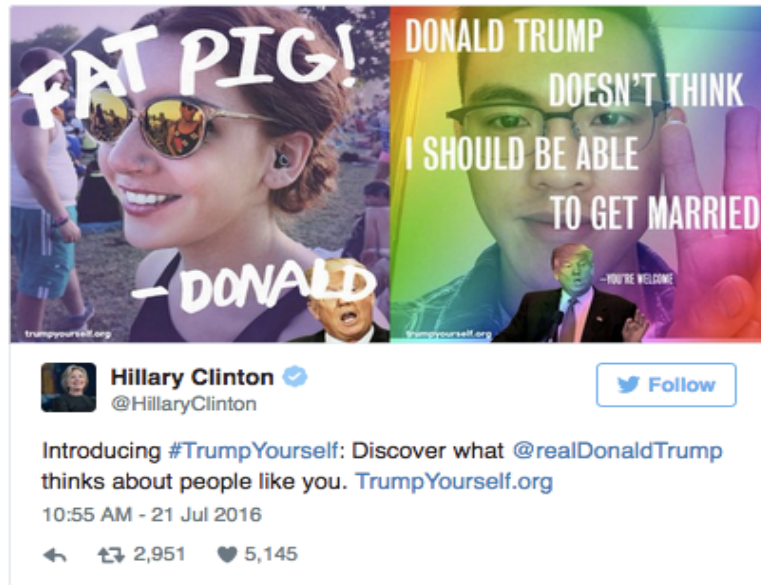 FAT PIG!
- DONALD
trumpyourself.org
DONALD TRUMP
DOESN'T THINK
I SHOULD BE ABLE
TO GET MARRIED
-YOU'RE WELCOME
trumpyourself.org
Hillary Clinton
@HillaryClinton
Follow
Introducing #TrumpYourself: Discover what @realDonaldTrump
thinks about people like you. TrumpYourself.org
10:55 AM - 21 Jul 2016
2,951 5,145